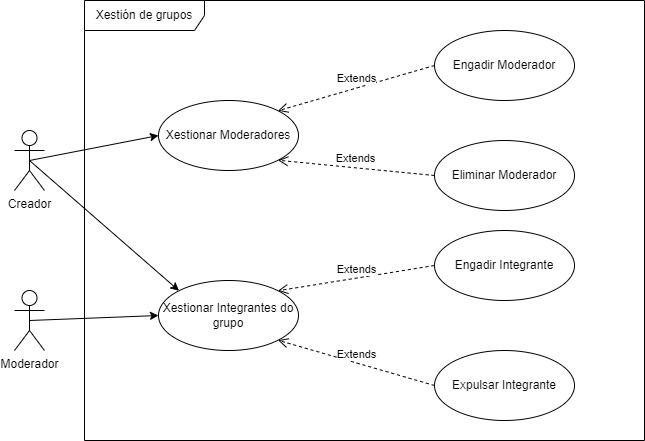 Xestión de grupos
Engadir Moderador
Extends
Xestionar Moderadores
Extends
Eliminar Moderador
Creador
Engadir Integrante
Extends
Xestionar Integrantes do
grupo
Moderador
Extends
Expulsar Integrante